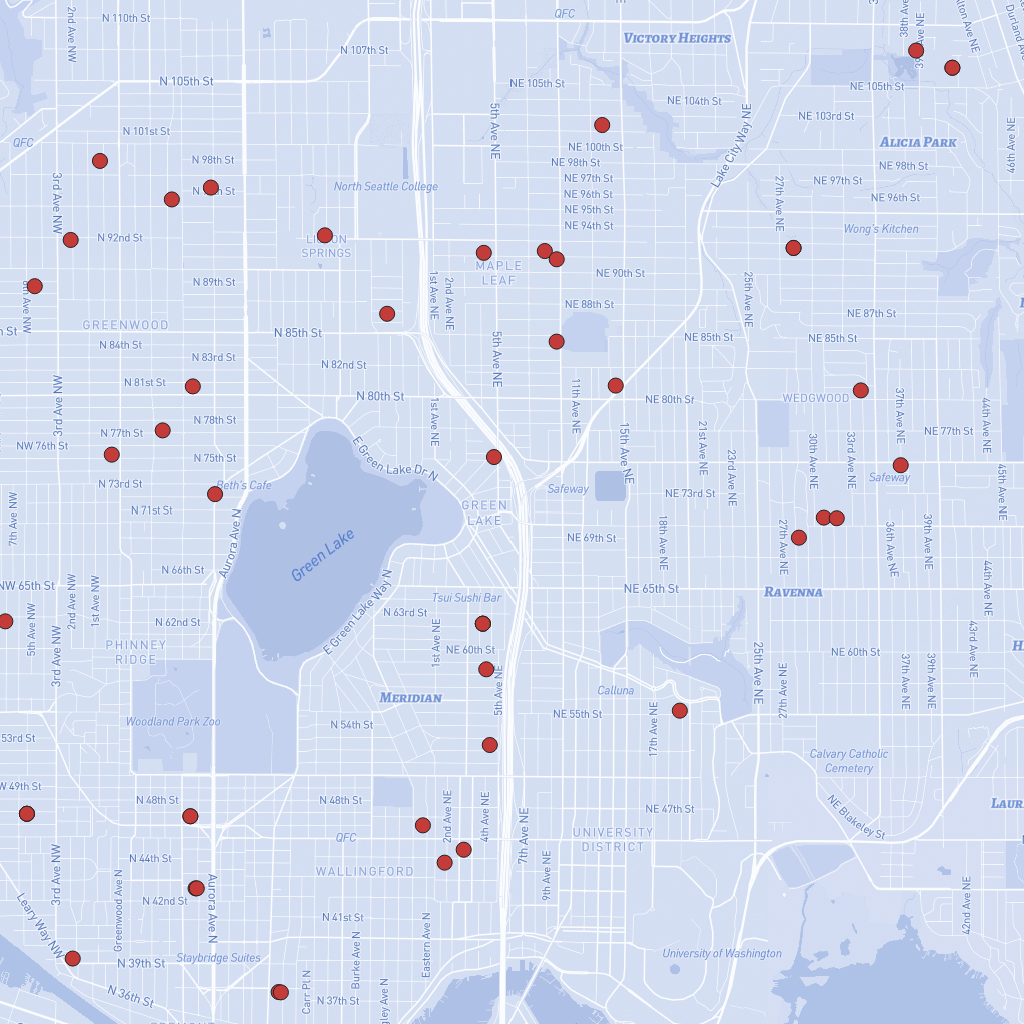 2nd Ave NW
N 110th St
QFC
VICTORY HEIGHTS
38th Ave NE
39th Ave NE
N 107th St
N 105th St
NE 105th St
NE 105th St
NE 104th St
NE 103rd St
5th Ave NE
Lake City Way NE
46th Ave NE
QFC
N 101st St
NE 100th St
ALICIA PARK
N 98th St
NE 98th St
NE 98th St
NE 97th St
NE 97th St
North Seattle College
NE 96th St
NE 96th St
3rd Ave NW
27th Ave NE
NE 95th St
NE 94th St
Wong's Kitchen
N 92nd St
SPRINGS
MAPLE
LEAF
NE 90th St
N 89th St
1st Ave NE
2nd Ave NE
25th Ave NE
NE 88th St
NE 87th St
GREENWOOD
N 85th St
NE 85th St
NE 85th St
N 84th St
N 83rd St
5th Ave NE
N 82nd St
N 81st St
N 80th St
11th Ave NE
NE 80th St
WEDGWOOD
3rd Ave NW
1st Ave NE
37th Ave NE
44th Ave NE
N 78th St
N 77th St
15th Ave NE
21st Ave NE
30th Ave NE
33rd Ave NE
NE 77th St
NW 76th St
E Green Lake Dr N
N 75th St
23rd Ave NE
45th Ave NE
Safeway
N 73rd St
Beth's Cafe
Safeway
NE 73rd St
7th Ave NW
N 71st St
GREEN
LAKE
Aurora Ave N
Green Lake
18th Ave NE
27th Ave NE
36th Ave NE
39th Ave NE
NE 69th St
N 66th St
NW 65th St
NE 65th St
RAVENNA
44th Ave NE
2nd Ave NW
1st Ave NW
Tsui Sushi Bar
E Green Lake Way N
N 63rd St
5th Ave NW
N 62nd St
1st Ave NE
43rd Ave NE
3rd Ave NW
PHINNEY
RIDGE
NE 60th St
NE 60th St
25th Ave NE
27th Ave NE
37th Ave NE
39th Ave NE
5th Ave NE
MERIDIAN
Calluna
Woodland Park Zoo
N 54th St
NE 55th St
17th Ave NE
53rd St
Calvary Catholic
Cemetery
W 49th St
N 48th St
N 48th St
2nd Ave NE
4th Ave NE
NE 47th St
NE Blakeley St
7th Ave NE
QFC
UNIVERSITY
DISTRICT
3rd Ave NW
N 44th St
WALLINGFORD
9th Ave NE
Greenwood Ave N
Aurora Ave N
42nd Ave NE
N 42nd St
N 41st St
Leary Way NW
Eastern Ave N
Burke Ave N
Staybridge Suites
University of Washington
N 39th St
Carr Pl N
N 36th St
N 37th St